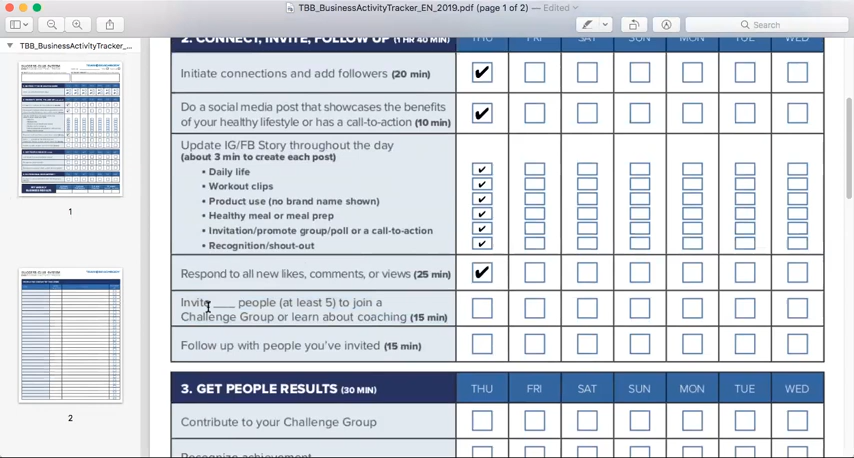 TBB_BusinessActivityTracker_EN_2019.pdf (page 1 of 2) — Edited
Search
TBB_BusinessActivityTracker_...
1
2
2. CONNECT, INVITE, FOLLOW UP (1 HR 40 MIN) THU FRI SAT SUN MON TUE WED
Initiate connections and add followers (20 min) ✔
Do a social media post that showcases the benefits
of your healthy lifestyle or has a call-to-action (10 min) ✔
Update IG/FB Story throughout the day
(about 3 min to create each post)
• Daily life ✔
• Workout clips ✔
• Product use (no brand name shown) ✔
• Healthy meal or meal prep ✔
• Invitation/promote group/poll or a call-to-action ✔
• Recognition/shout-out ✔
Respond to all new likes, comments, or views (25 min) ✔
Invite ___ people (at least 5) to join a
Challenge Group or learn about coaching (15 min)
Follow up with people you've invited (15 min)
3. GET PEOPLE RESULTS (30 MIN) THU FRI SAT SUN MON TUE WED
Contribute to your Challenge Group
Recognize achievement